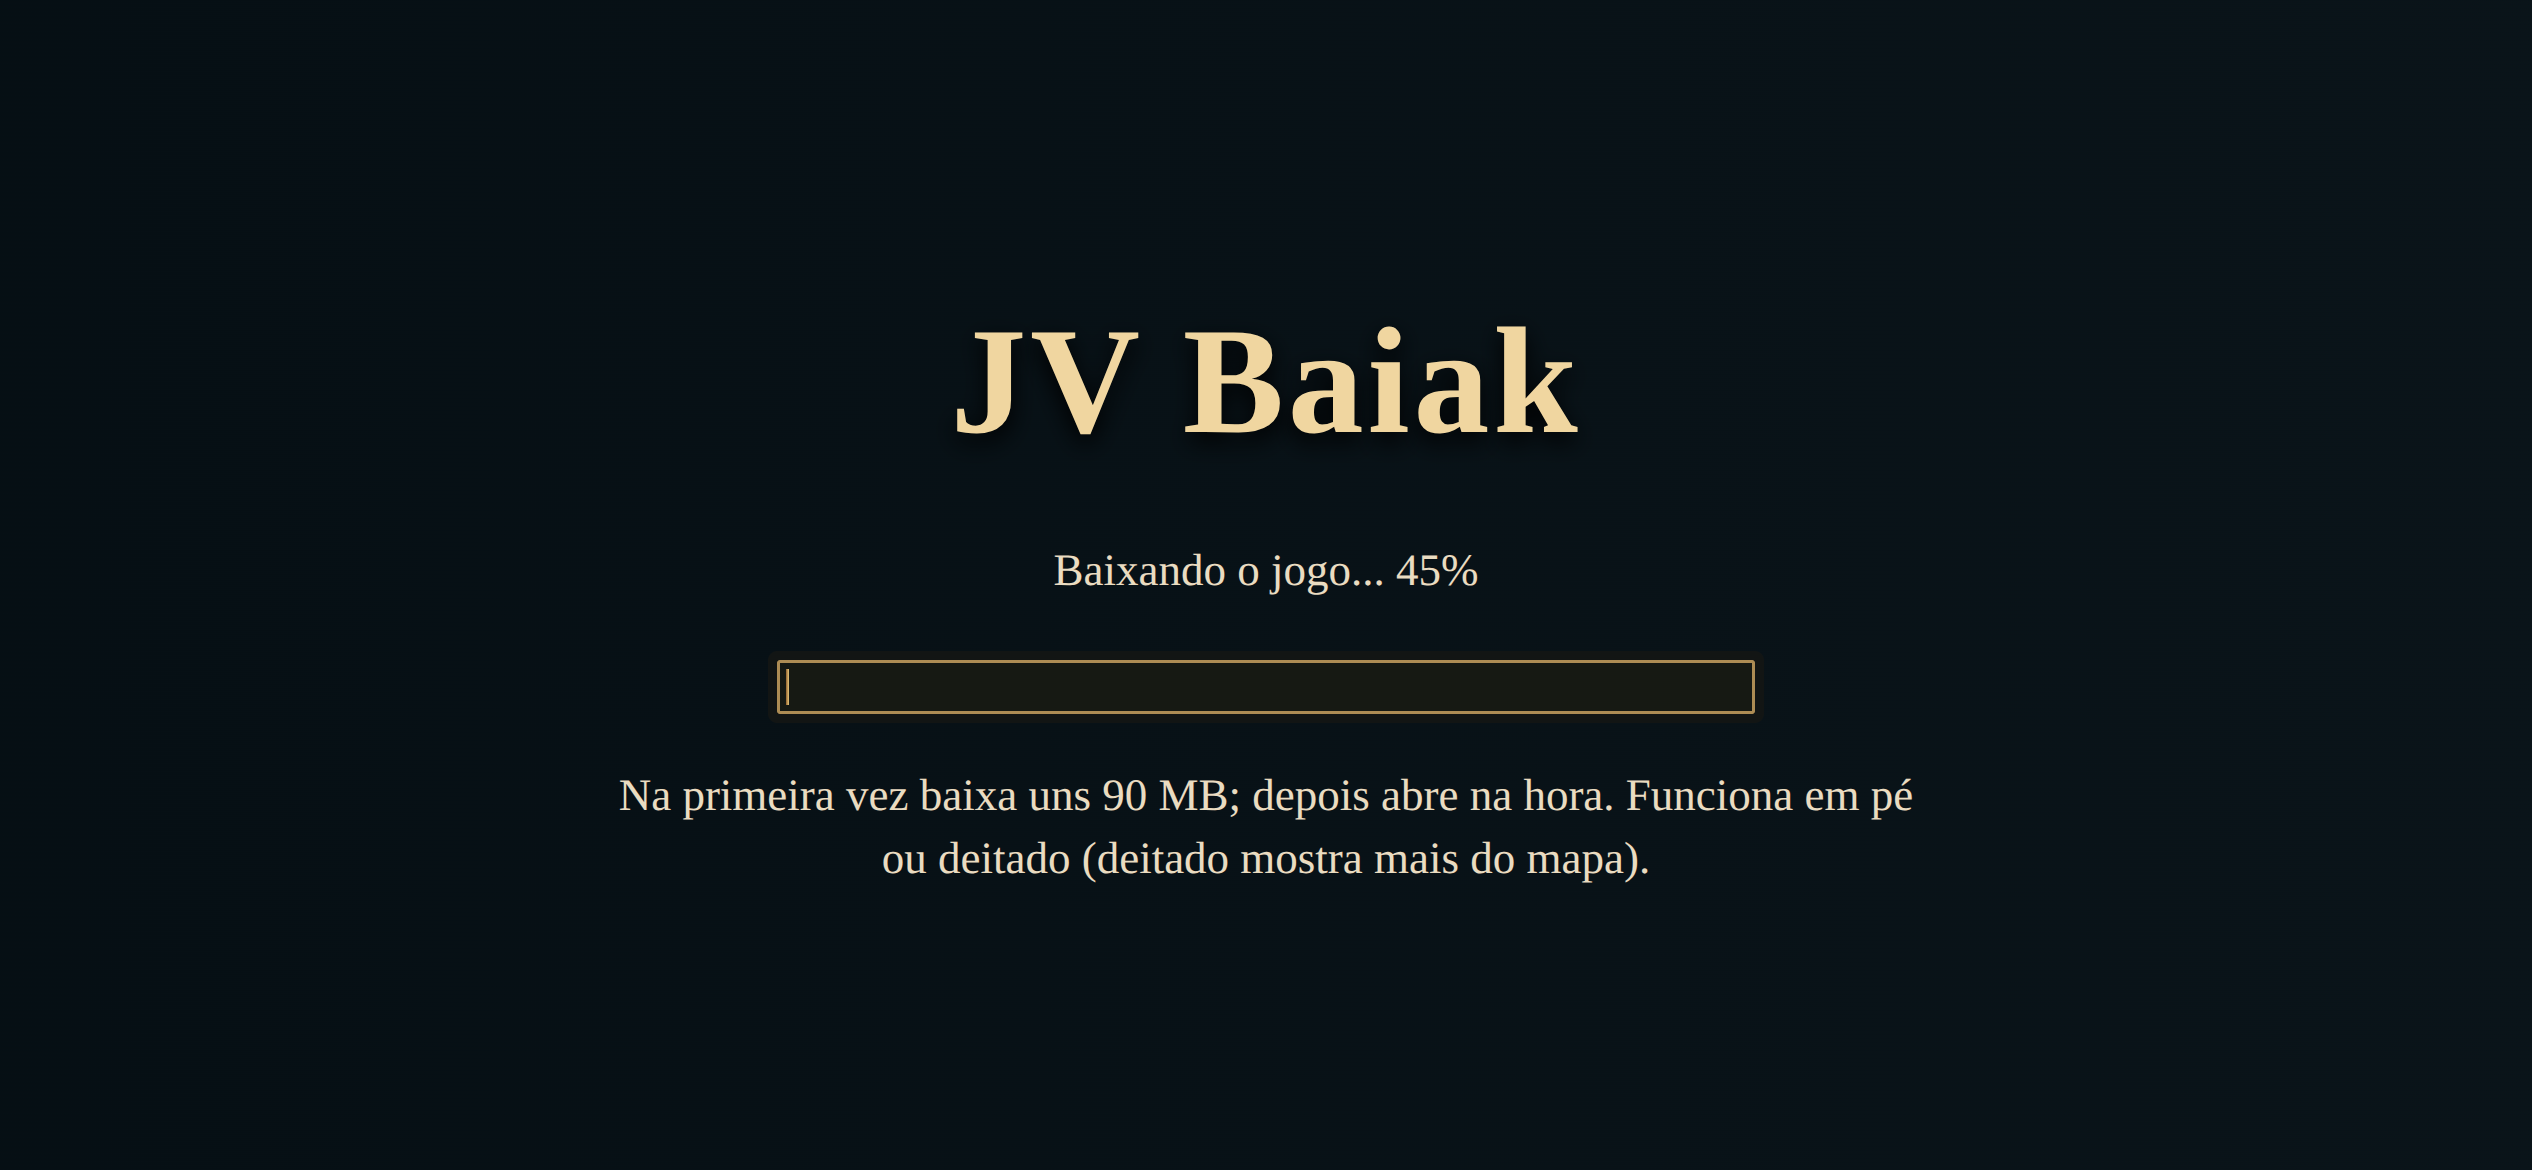 JV Baiak
Baixando o jogo... 45%
Na primeira vez baixa uns 90 MB; depois abre na hora. Funciona em pé
ou deitado (deitado mostra mais do mapa).